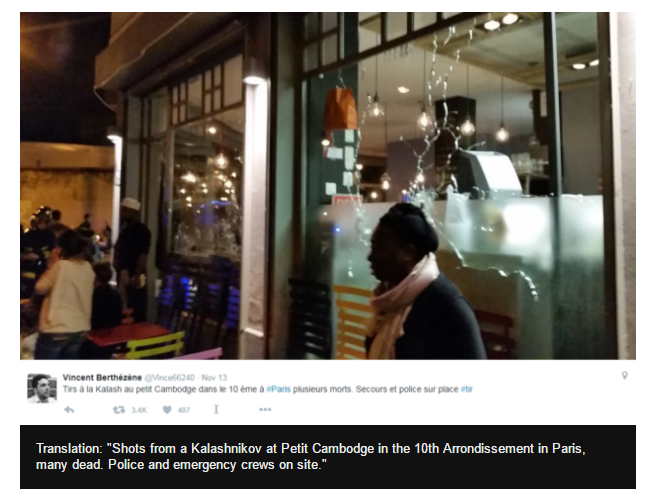 Vincent Berthézène @Vince66240 · Nov 13
Tirs à la Kalash au petit Cambodge dans le 10 ème à #Paris plusieurs morts. Secours et police sur place #tir
3.4K 407
Translation: "Shots from a Kalashnikov at Petit Cambodge in the 10th Arrondissement in Paris,
many dead. Police and emergency crews on site."